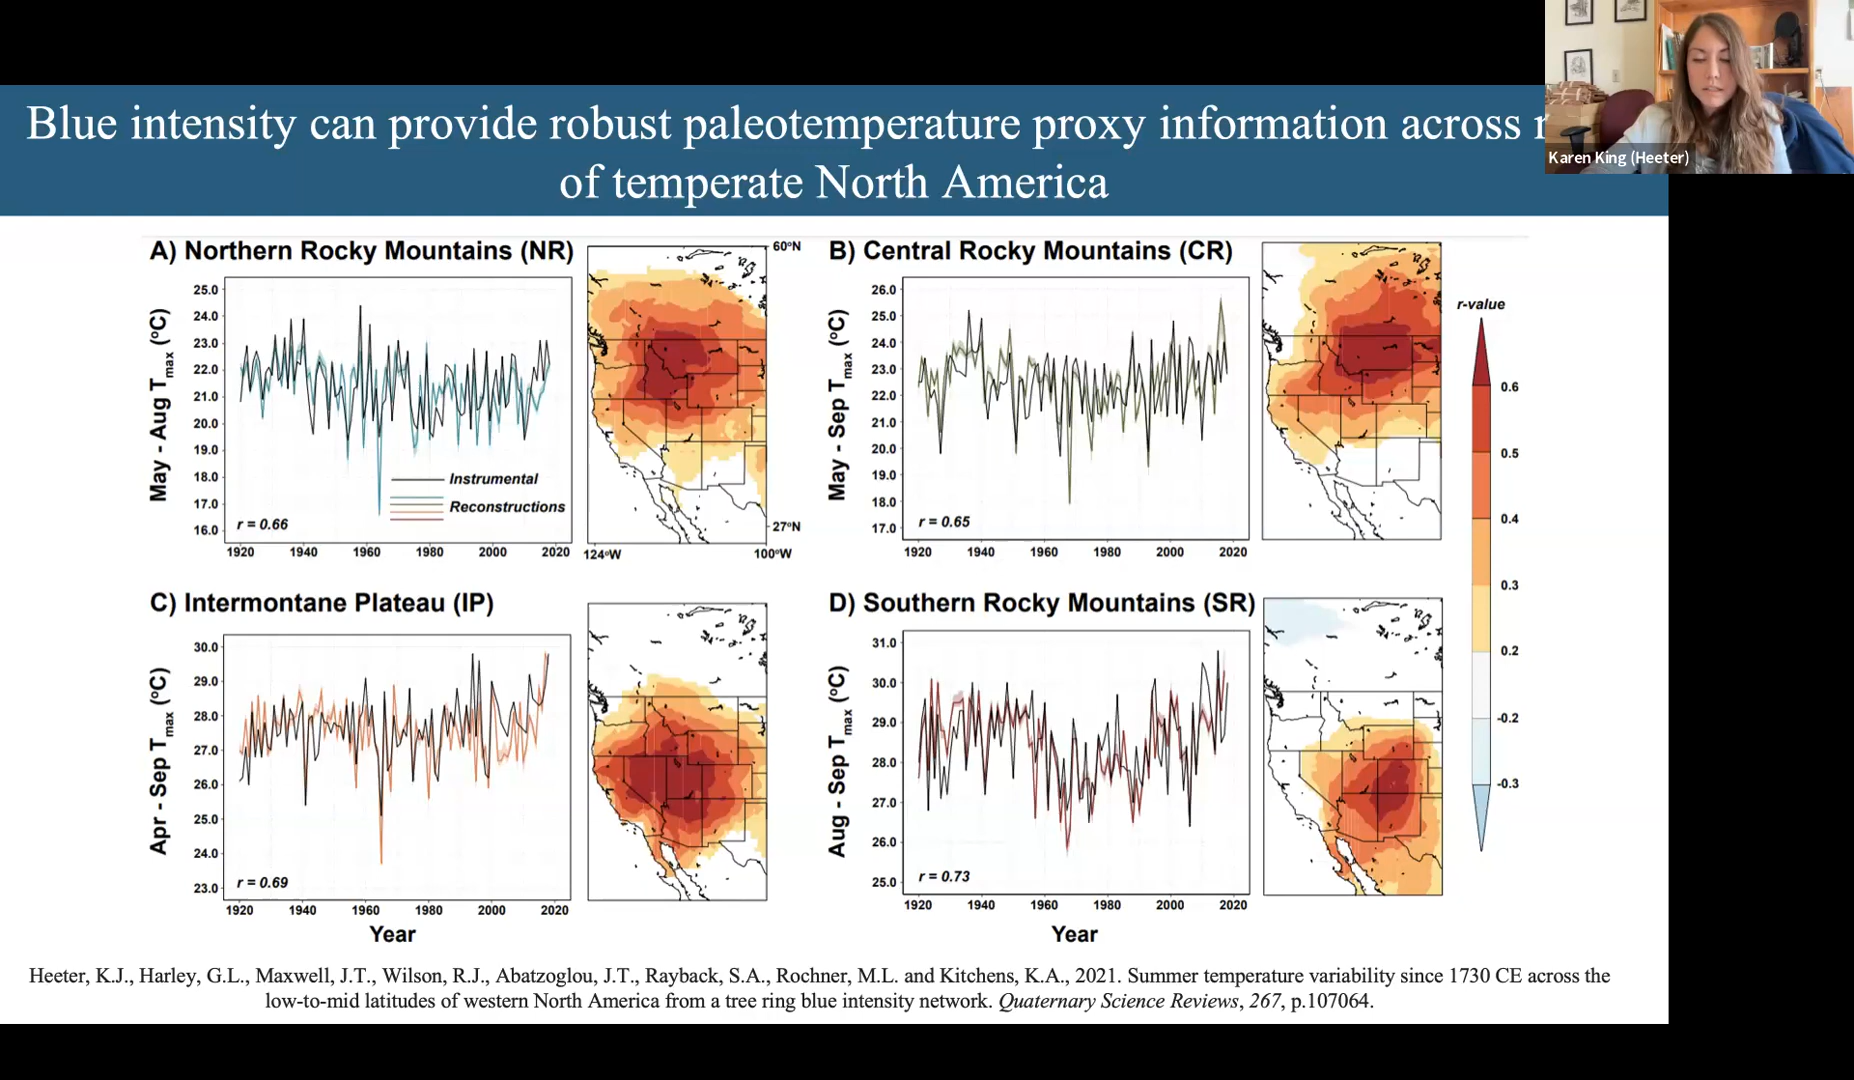 Karen King (Heeter)
Blue intensity can provide robust paleotemperature proxy information across
of temperate North America
A) Northern Rocky Mountains (NR)
May - Aug Tmax (ºC)
25.0
24.0
23.0
22.0
21.0
20.0
19.0
18.0
17.0
16.0
Instrumental
Reconstructions
r = 0.66
1920 1940 1960 1980 2000 2020
60ºN
27ºN
124ºW 100ºW
B) Central Rocky Mountains (CR)
May - Sep Tmax (ºC)
26.0
25.0
24.0
23.0
22.0
21.0
20.0
19.0
18.0
17.0
r = 0.65
1920 1940 1960 1980 2000 2020
r-value
0.6
0.5
0.4
0.3
0.2
-0.2
-0.3
C) Intermontane Plateau (IP)
Apr - Sep Tmax (ºC)
30.0
29.0
28.0
27.0
26.0
25.0
24.0
23.0
r = 0.69
1920 1940 1960 1980 2000 2020
Year
D) Southern Rocky Mountains (SR)
Aug - Sep Tmax (ºC)
31.0
30.0
29.0
28.0
27.0
26.0
25.0
r = 0.73
1920 1940 1960 1980 2000 2020
Year
Heeter, K.J., Harley, G.L., Maxwell, J.T., Wilson, R.J., Abatzoglou, J.T., Rayback, S.A., Rochner, M.L. and Kitchens, K.A., 2021. Summer temperature variability since 1730 CE across the
low-to-mid latitudes of western North America from a tree ring blue intensity network. Quaternary Science Reviews, 267, p.107064.